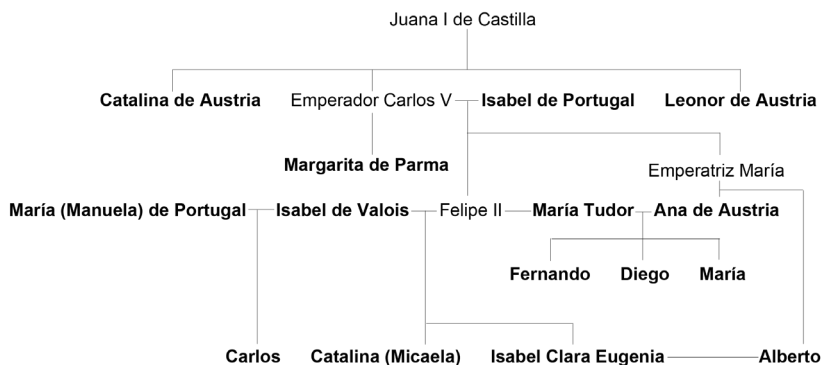 Juana I de Castilla
Catalina de Austria Emperador Carlos V Isabel de Portugal Leonor de Austria
Margarita de Parma
Emperatriz María
María (Manuela) de Portugal Isabel de Valois Felipe II María Tudor Ana de Austria
Fernando Diego María
Carlos Catalina (Micaela) Isabel Clara Eugenia Alberto